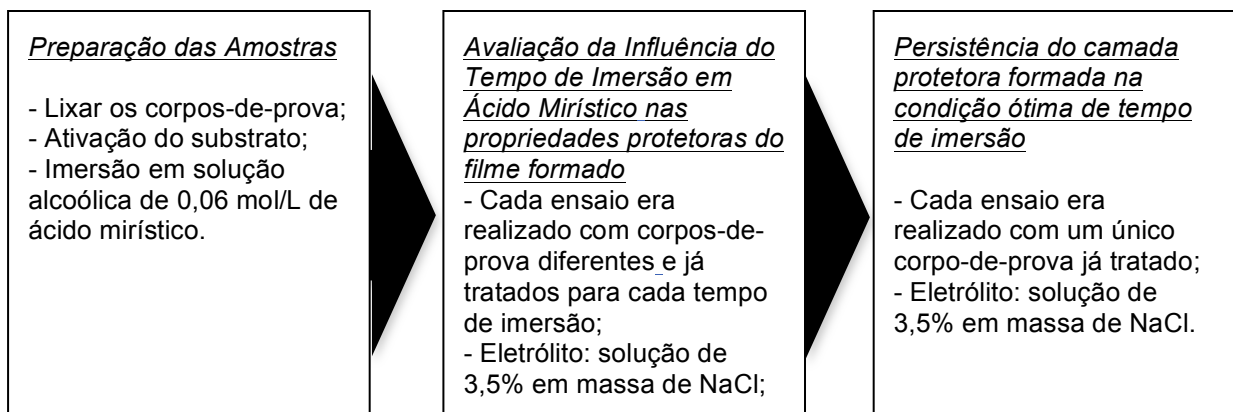 Preparação das Amostras
- Lixar os corpos-de-prova;
- Ativação do substrato;
- Imersão em solução
alcoólica de 0,06 mol/L de
ácido mirístico.
Avaliação da Influência do
Tempo de Imersão em
Ácido Mirístico nas
propriedades protetoras do
filme formado
- Cada ensaio era
realizado com corpos-de-
prova diferentes e já
tratados para cada tempo
de imersão;
- Eletrólito: solução de
3,5% em massa de NaCl;
Persistência do camada
protetora formada na
condição ótima de tempo
de imersão
- Cada ensaio era
realizado com um único
corpo-de-prova já tratado;
- Eletrólito: solução de
3,5% em massa de NaCl.